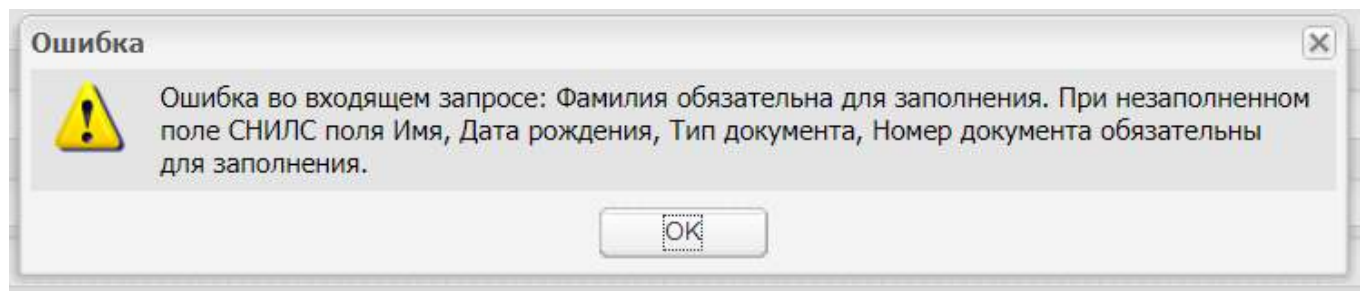 Ошибка
Ошибка во входящем запросе: Фамилия обязательна для заполнения. При незаполненном
поле СНИЛС поля Имя, Дата рождения, Тип документа, Номер документа обязательны
для заполнения.
OK